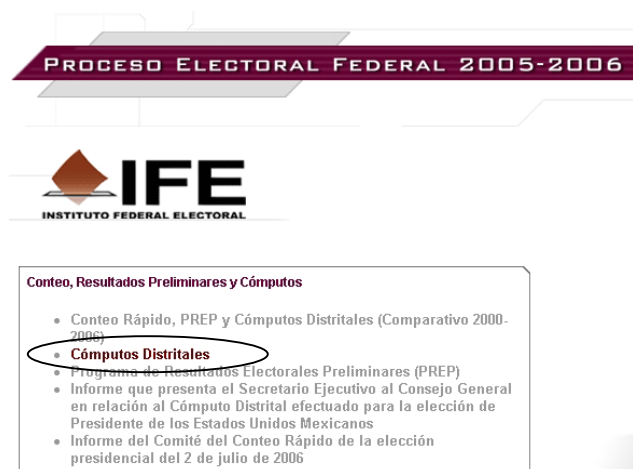 PROCESO ELECTORAL FEDERAL 2005-2006
IFE
INSTITUTO FEDERAL ELECTORAL
Conteo, Resultados Preliminares y Cómputos
Conteo Rápido, PREP y Cómputos Distritales (Comparativo 2000-
2006)
Cómputos Distritales
Programa de Resultados Electorales Preliminares (PREP)
Informe que presenta el Secretario Ejecutivo al Consejo General
en relación al Cómputo Distrital efectuado para la elección de
Presidente de los Estados Unidos Mexicanos
Informe del Comité del Conteo Rápido de la elección
presidencial del 2 de julio de 2006